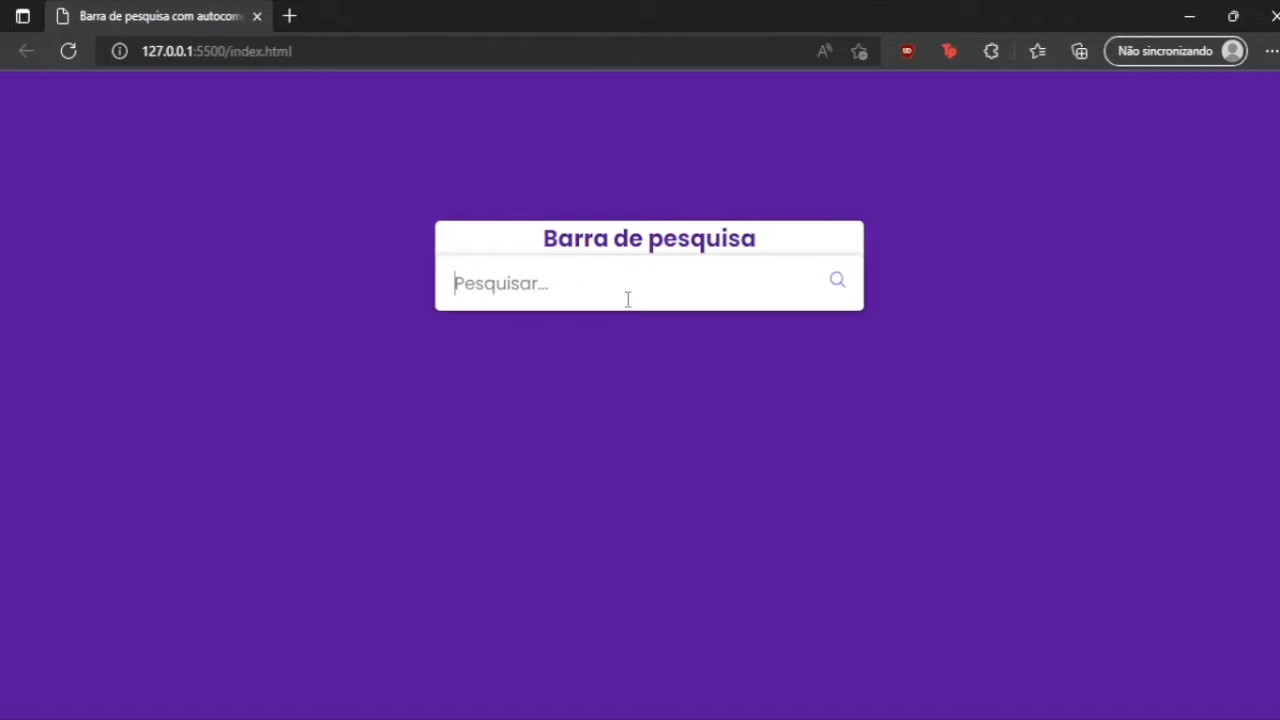 Barra de pesquisa com autocom
127.0.0.1:5500/index.html
Não sincronizando
Barra de pesquisa
Pesquisar...